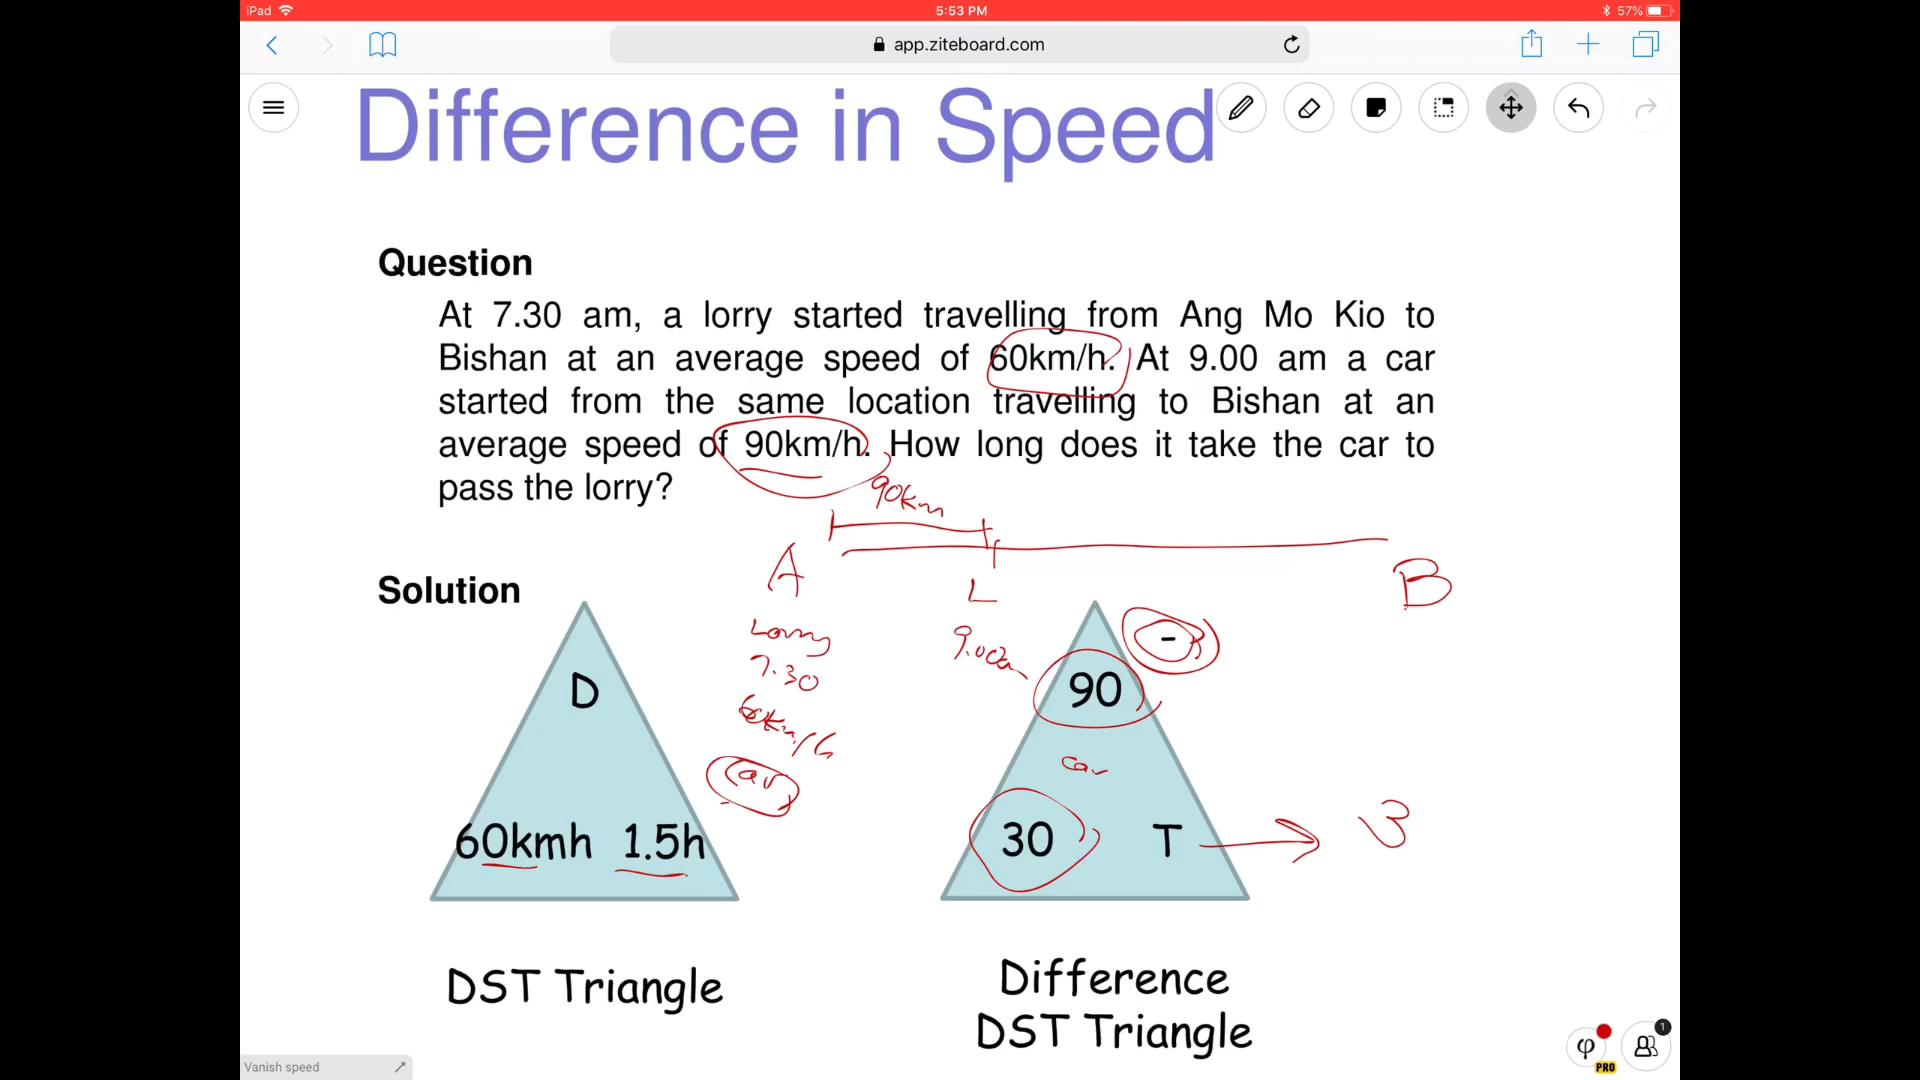 iPad 5:53 PM 57%
app.ziteboard.com
Difference in Speed
Question
At 7.30 am, a lorry started travelling from Ang Mo Kio to
Bishan at an average speed of 60km/h. At 9.00 am a car
started from the same location travelling to Bishan at an
average speed of 90km/h. How long does it take the car to
pass the lorry?
90km
A L B
Solution
Lorry
7.30
60km/h
car
9.00am
D
60kmh 1.5h
DST Triangle
-
90
car
30 T 3
Difference
DST Triangle
Vanish speed
φ PRO
1